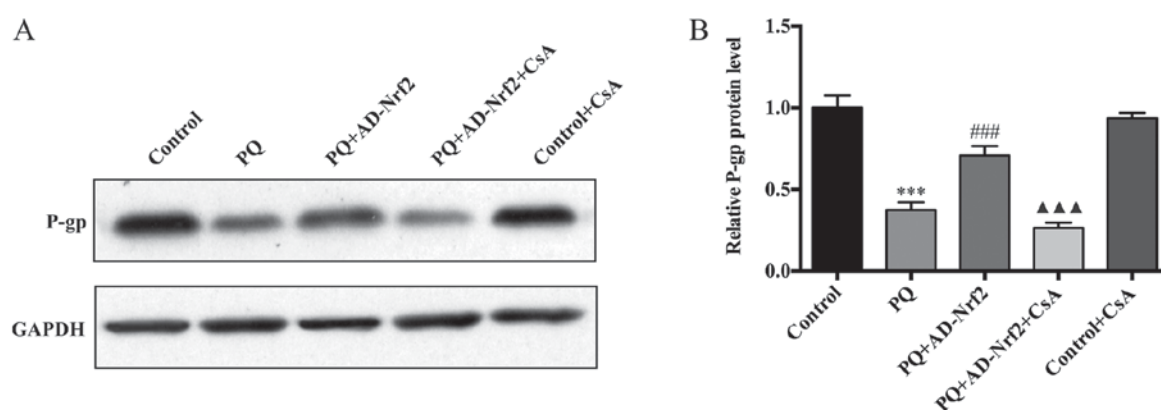 A
Control
PQ
PQ+AD-Nrf2
PQ+AD-Nrf2+CsA
Control+CsA
P-gp
GAPDH
B
Relative P-gp protein level
1.5
1.0
0.5
0.0
***
###
▲▲▲
Control
PQ
PQ+AD-Nrf2
PQ+AD-Nrf2+CsA
Control+CsA